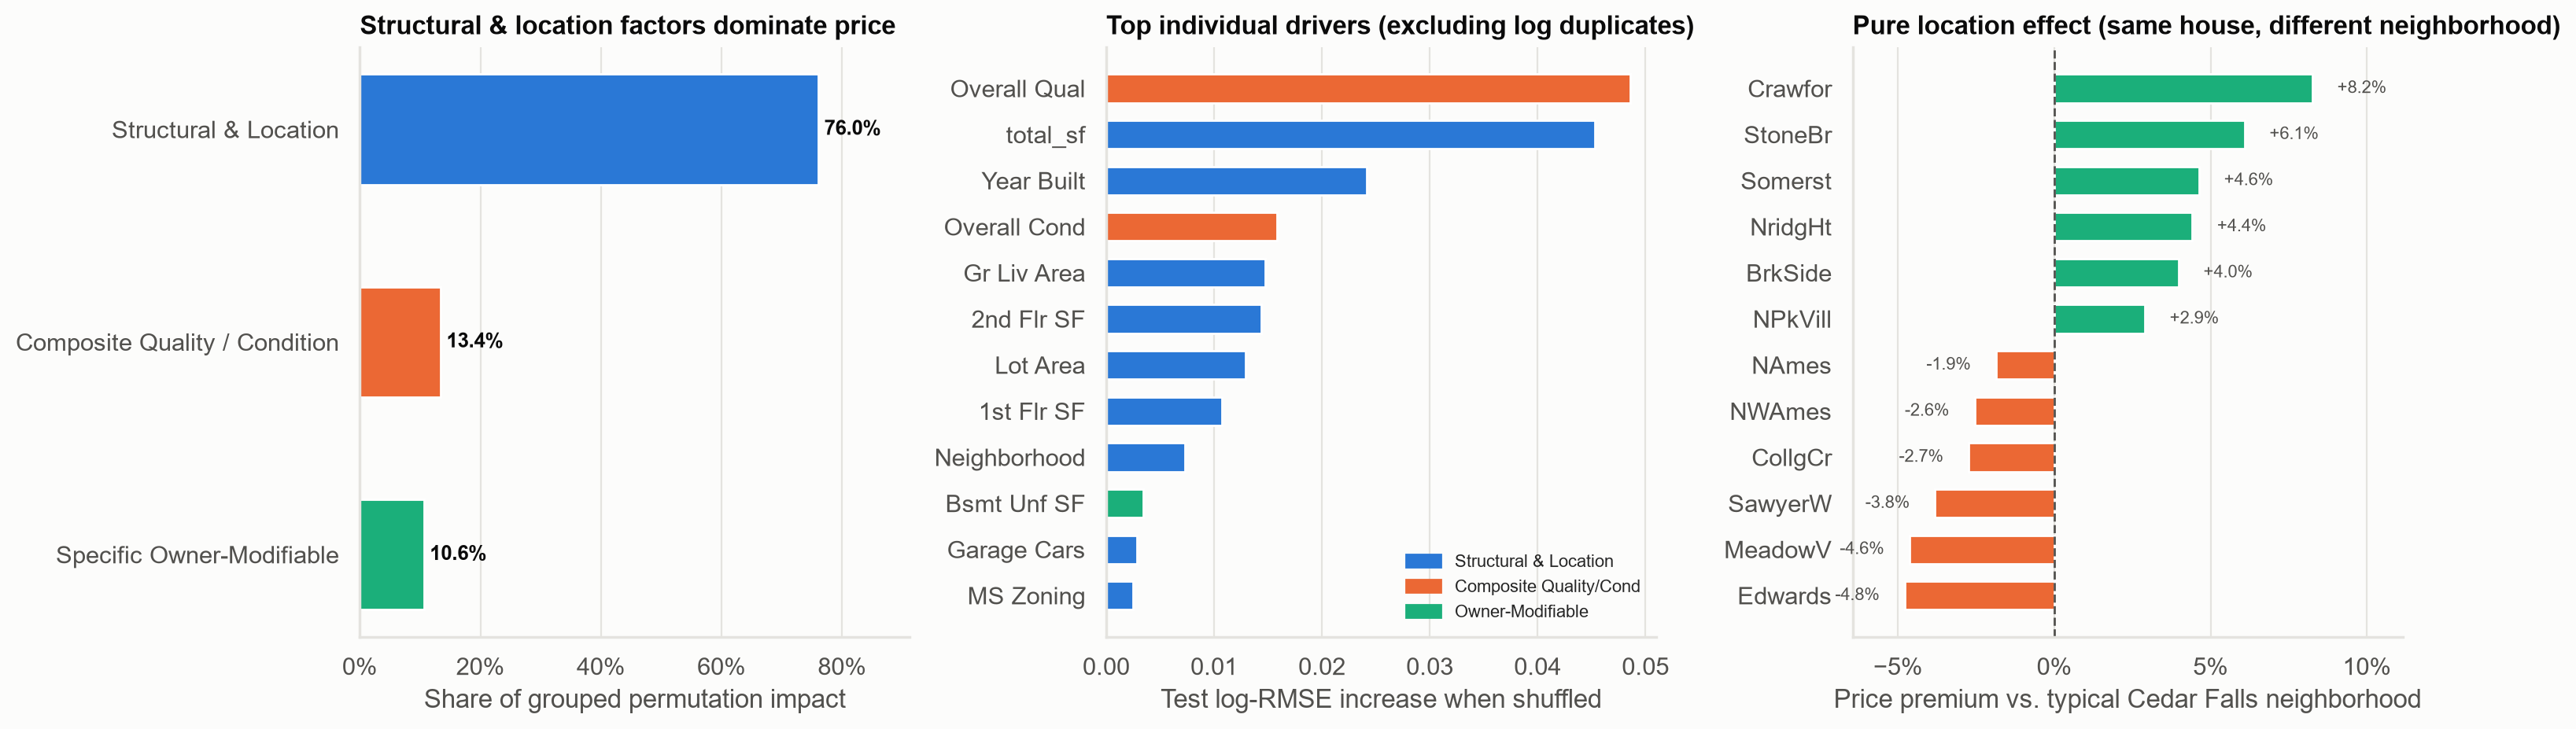 Structural & location factors dominate price
Structural & Location
76.0%
Composite Quality / Condition
13.4%
Specific Owner-Modifiable
10.6%
0%
20%
40%
60%
80%
Share of grouped permutation impact
Top individual drivers (excluding log duplicates)
Overall Qual
total_sf
Year Built
Overall Cond
Gr Liv Area
2nd Flr SF
Lot Area
1st Flr SF
Neighborhood
Bsmt Unf SF
Garage Cars
MS Zoning
Structural & Location
Composite Quality/Cond
Owner-Modifiable
0.00
0.01
0.02
0.03
0.04
0.05
Test log-RMSE increase when shuffled
Pure location effect (same house, different neighborhood)
Crawfor
+8.2%
StoneBr
+6.1%
Somerst
+4.6%
NridgHt
+4.4%
BrkSide
+4.0%
NPkVill
+2.9%
NAmes
-1.9%
NWAmes
-2.6%
CollgCr
-2.7%
SawyerW
-3.8%
MeadowV
-4.6%
Edwards
-4.8%
−5%
0%
5%
10%
Price premium vs. typical Cedar Falls neighborhood